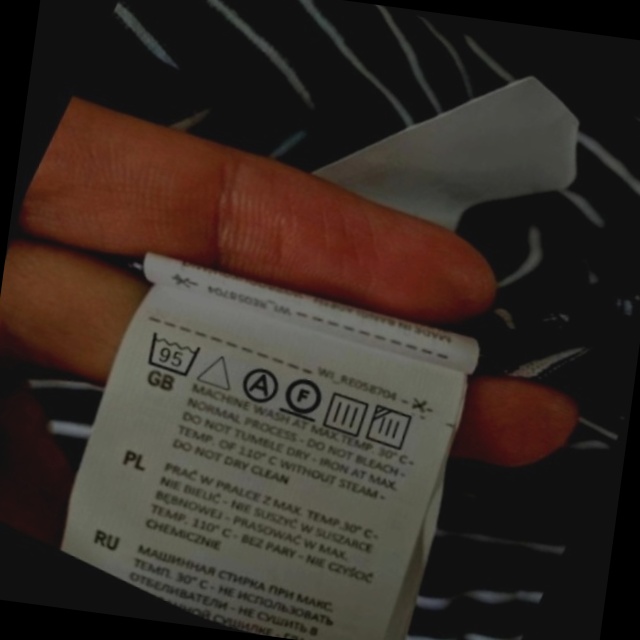 WI_RE058704
95 A F
GB MACHINE WASH AT MAX. TEMP. 30° C -
NORMAL PROCESS - DO NOT BLEACH -
DO NOT TUMBLE DRY - IRON AT MAX.
TEMP. OF 110°C WITHOUT STEAM -
DO NOT DRY CLEAN
PL PRAĆ W PRALCE Z MAX. TEMP.30° C -
NIE BIELIĆ - NIE SUSZYĆ W SUSZARCE
BĘBNOWEJ - PRASOWAĆ W MAX.
TEMP. 110° C - BEZ PARY - NIE CZYŚCIĆ
CHEMICZNIE
RU МАШИННАЯ СТИРКА ПРИ МАКС.
ТЕМП. 30° C - НЕ ИСПОЛЬЗОВАТЬ
ОТБЕЛИВАТЕЛИ - НЕ СУШИТЬ В